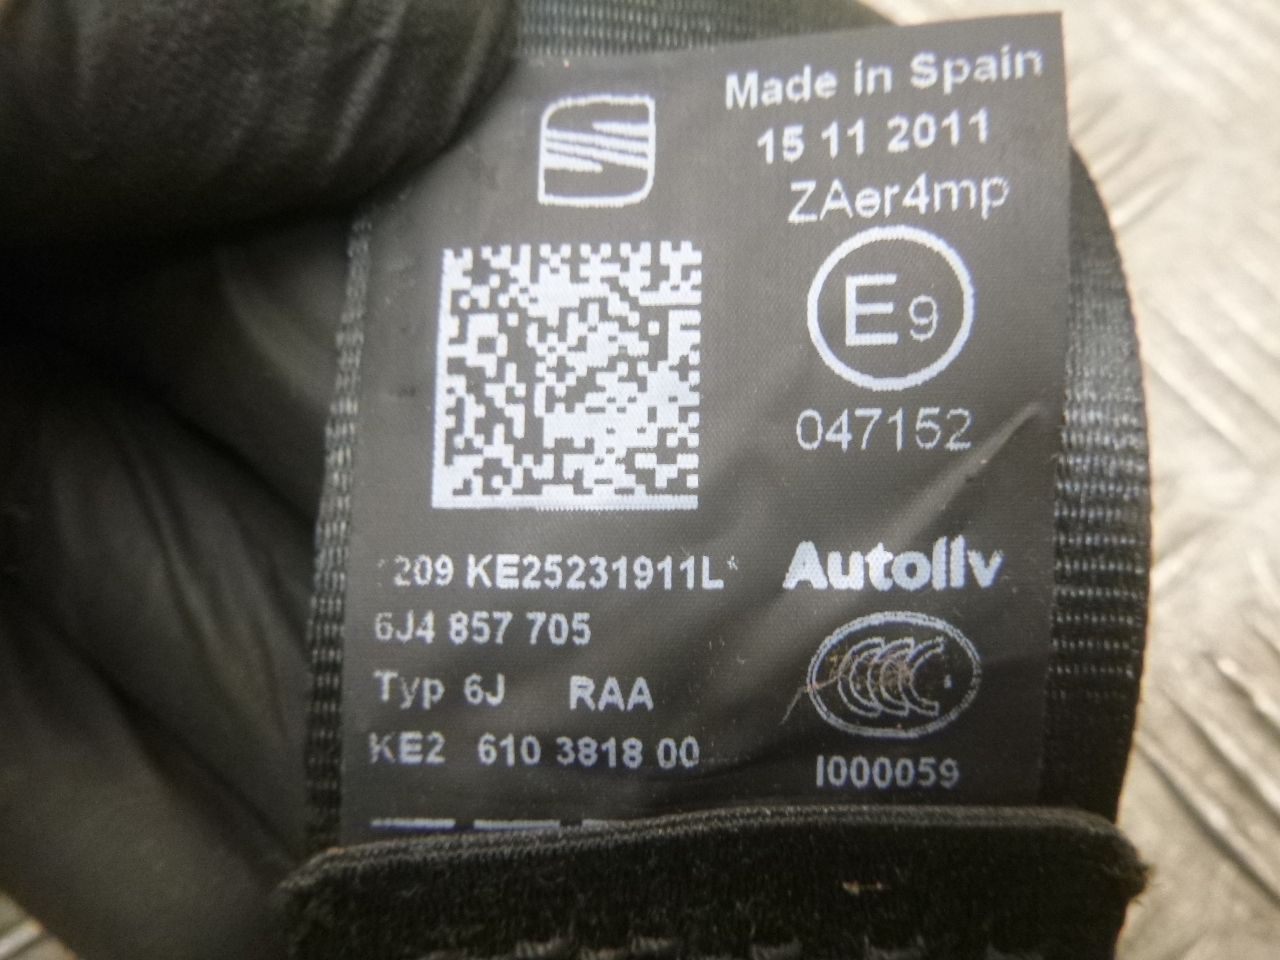 Made in Spain
15 11 2011
ZAer4mp
E9
047152
*209 KE25231911L*
Autoliv
6J4 857 705
Typ 6J RAA
KE2 610 3818 00
CCC
I000059